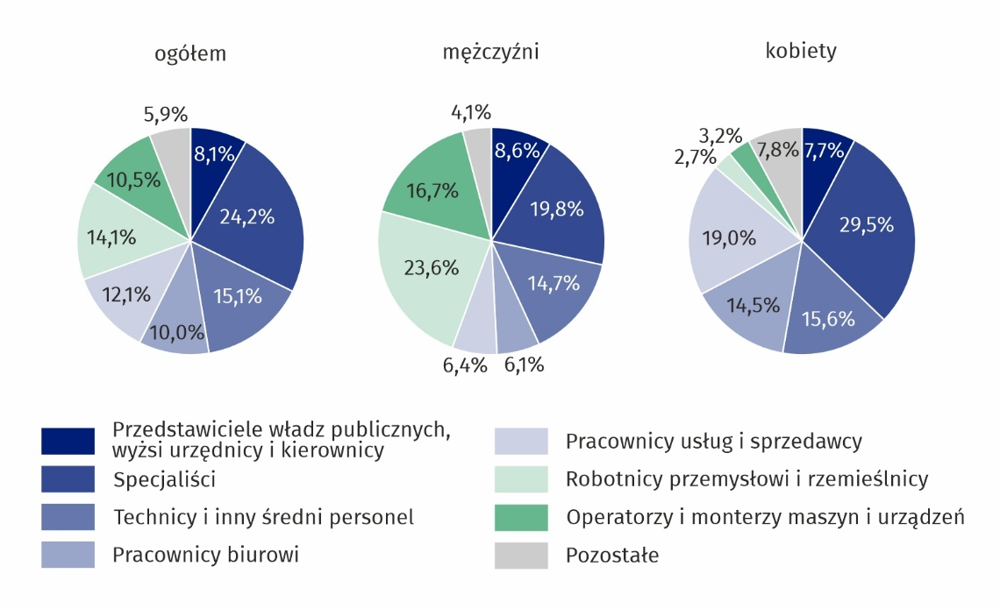 ogółem
mężczyźni
kobiety
5,9%
8,1%
24,2%
15,1%
10,0%
12,1%
14,1%
10,5%
4,1%
8,6%
19,8%
14,7%
6,1%
6,4%
23,6%
16,7%
3,2%
2,7%
7,8%
7,7%
29,5%
15,6%
14,5%
19,0%
Przedstawiciele władz publicznych,
wyżsi urzędnicy i kierownicy
Specjaliści
Technicy i inny średni personel
Pracownicy biurowi
Pracownicy usług i sprzedawcy
Robotnicy przemysłowi i rzemieślnicy
Operatorzy i monterzy maszyn i urządzeń
Pozostałe